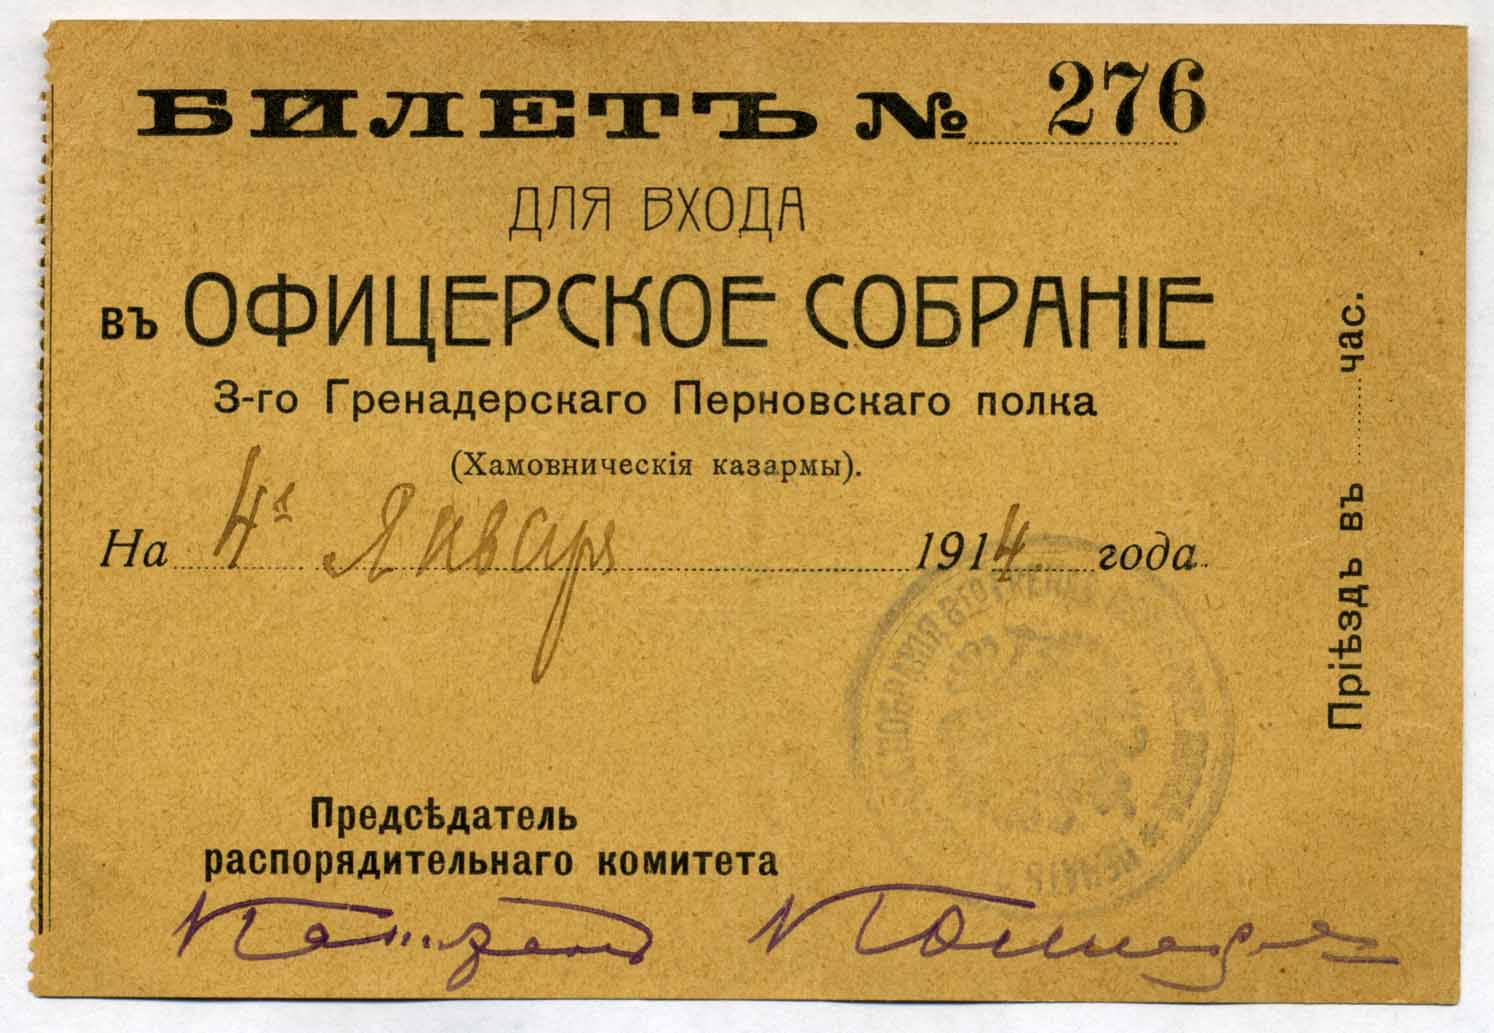 БИЛЕТЪ № 276
ДЛЯ ВХОДА
въ ОФИЦЕРСКОЕ СОБРАНІЕ
3-го Гренадерскаго Перновскаго полка
(Хамовническія казармы).
На 4е Января 1914 года
Пріѣздъ въ ........ час.
Предсѣдатель
распорядительнаго комитета
Капитанъ